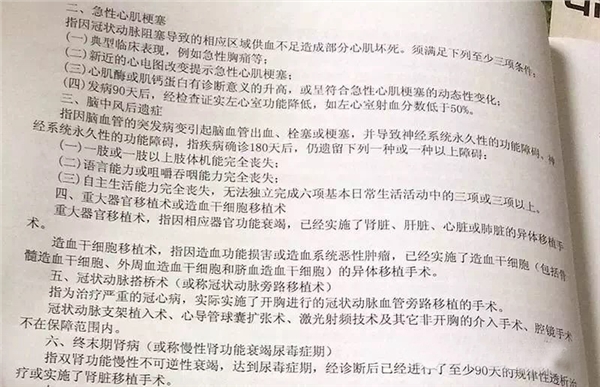 二、急性心肌梗塞
指因冠状动脉阻塞导致的相应区域供血不足造成部分心肌坏死。须满足下列至少三项条件:
(一)典型临床表现,例如急性胸痛等;
(二)新近的心电图改变提示急性心肌梗塞;
(三)心肌酶或肌钙蛋白有诊断意义的升高,或呈符合急性心肌梗塞的动态性变化;
(四)发病90天后,经检查证实左心室功能降低,如左心室射血分数低于50%。
三、脑中风后遗症
指因脑血管的突发病变引起脑血管出血、栓塞或梗塞,并导致神经系统永久性的功能障碍。神
经系统永久性的功能障碍,指疾病确诊180天后,仍遗留下列一种或一种以上障碍:
(一)一肢或一肢以上肢体机能完全丧失;
(二)语言能力或咀嚼吞咽能力完全丧失;
(三)自主生活能力完全丧失,无法独立完成六项基本日常生活活动中的三项或三项以上。
四、重大器官移植术或造血干细胞移植术
重大器官移植术,指因相应器官功能衰竭,已经实施了肾脏、肝脏、心脏或肺脏的异体移植手
术。
造血干细胞移植术,指因造血功能损害或造血系统恶性肿瘤,已经实施了造血干细胞(包括骨
髓造血干细胞、外周血造血干细胞和脐血造血干细胞)的异体移植手术。
五、冠状动脉搭桥术(或称冠状动脉旁路移植术)
指为治疗严重的冠心病,实际实施了开胸进行的冠状动脉血管旁路移植的手术。
冠状动脉支架植入术、心导管球囊扩张术、激光射频技术及其它非开胸的介入手术、腔镜手术
不在保障范围内。
六、终末期肾病(或称慢性肾功能衰竭尿毒症期)
指双肾功能慢性不可逆性衰竭,达到尿毒症期,经诊断后已经进行了至少90天的规律性透析治
疗或实施了肾脏移植手术。